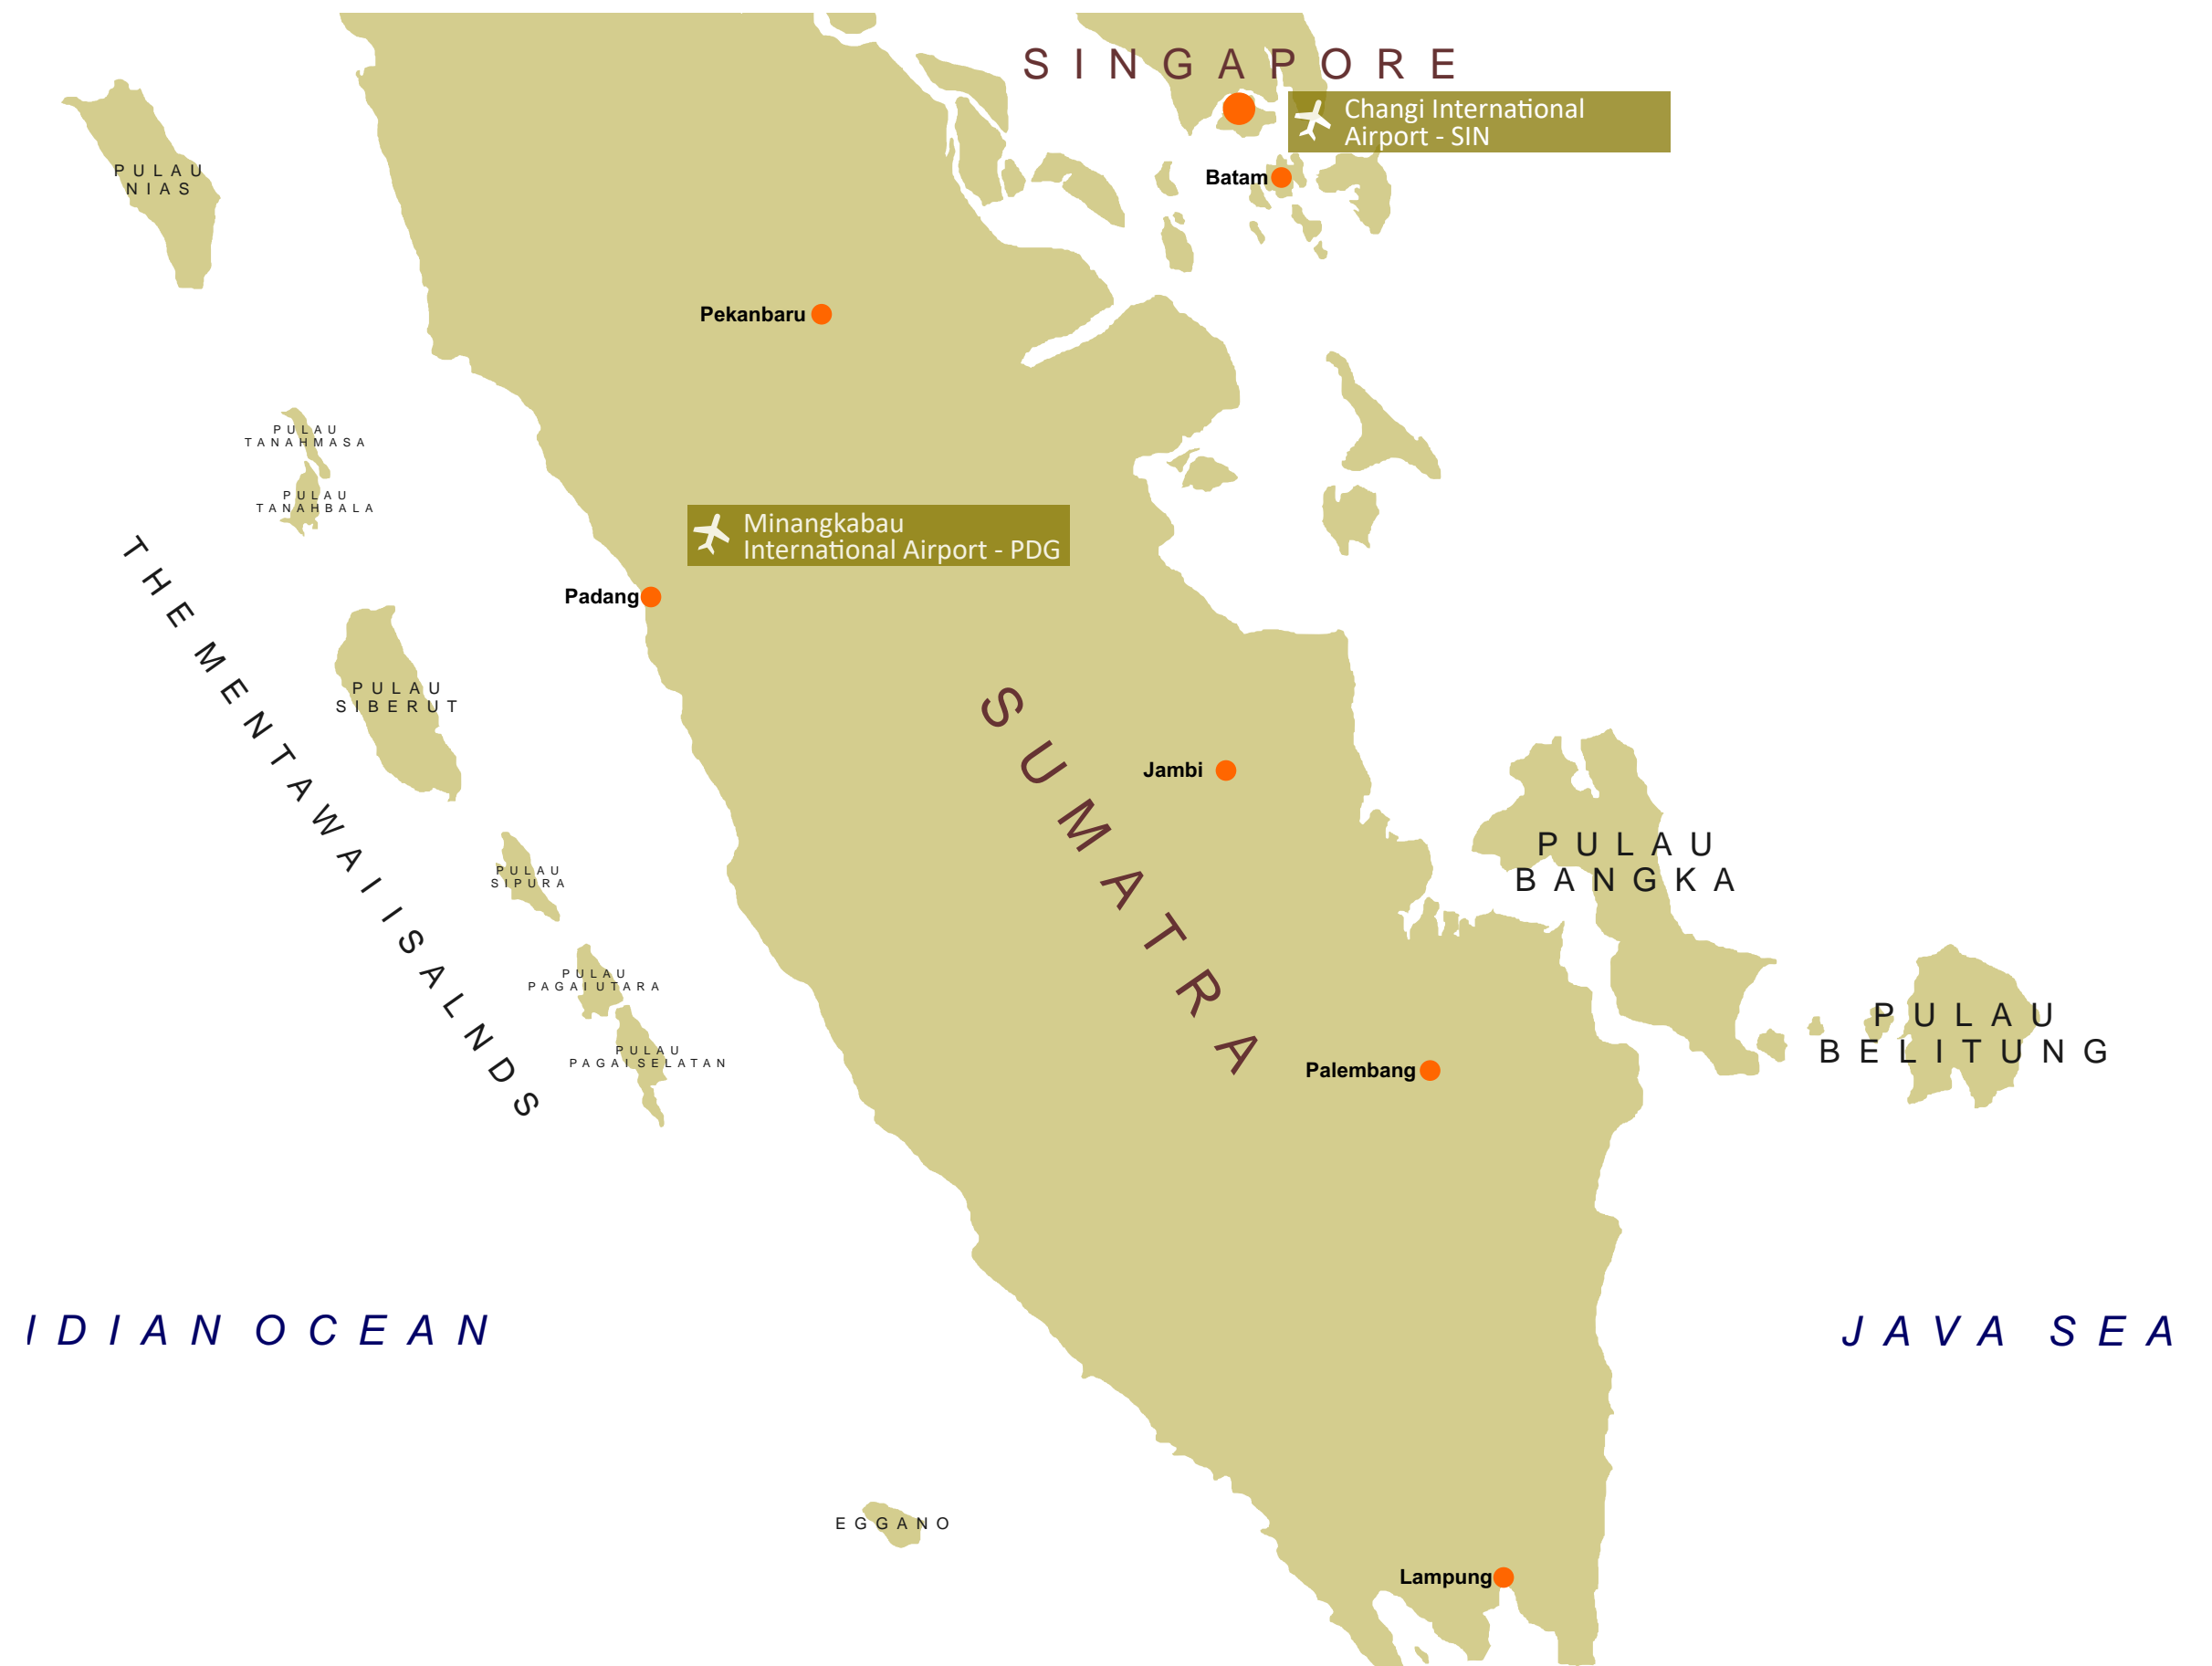 SINGAPORE
Changi International
Airport - SIN
PULAU
NIAS
Batam
Pekanbaru
PULAU
TANAHMASA
PULAU
TANAHBALA
Minangkabau
International Airport - PDG
THE MENTAWAI ISALNDS
Padang
PULAU
SIBERUT
SUMATRA
Jambi
PULAU
BANGKA
PULAU
SIPURA
PULAU
PAGAI UTARA
PULAU
BELITUNG
PULAU
PAGAI SELATAN
Palembang
IDIAN OCEAN
JAVA SEA
EGGANO
Lampung